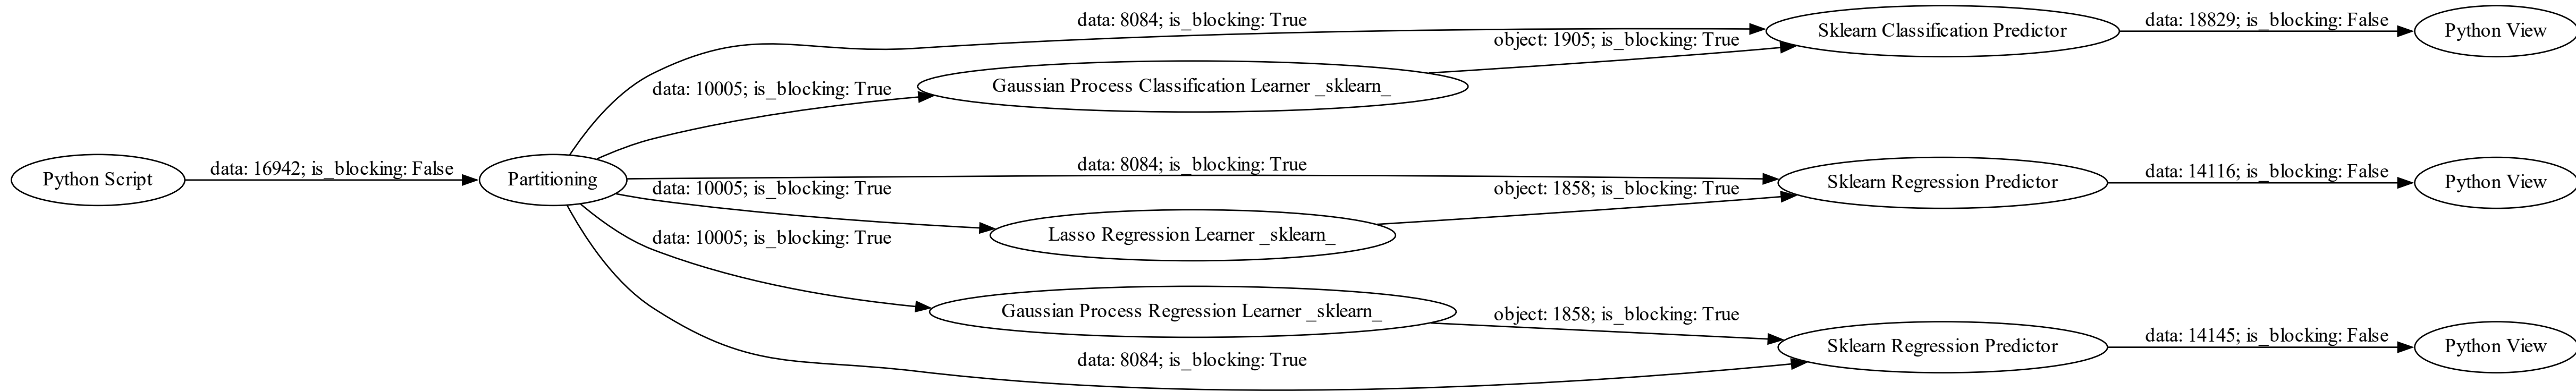 Python Script
data: 16942; is_blocking: False
Partitioning
data: 8084; is_blocking: True
data: 10005; is_blocking: True
Gaussian Process Classification Learner _sklearn_
object: 1905; is_blocking: True
Sklearn Classification Predictor
data: 18829; is_blocking: False
Python View
data: 8084; is_blocking: True
data: 10005; is_blocking: True
Lasso Regression Learner _sklearn_
object: 1858; is_blocking: True
Sklearn Regression Predictor
data: 14116; is_blocking: False
Python View
data: 10005; is_blocking: True
Gaussian Process Regression Learner _sklearn_
object: 1858; is_blocking: True
data: 8084; is_blocking: True
Sklearn Regression Predictor
data: 14145; is_blocking: False
Python View